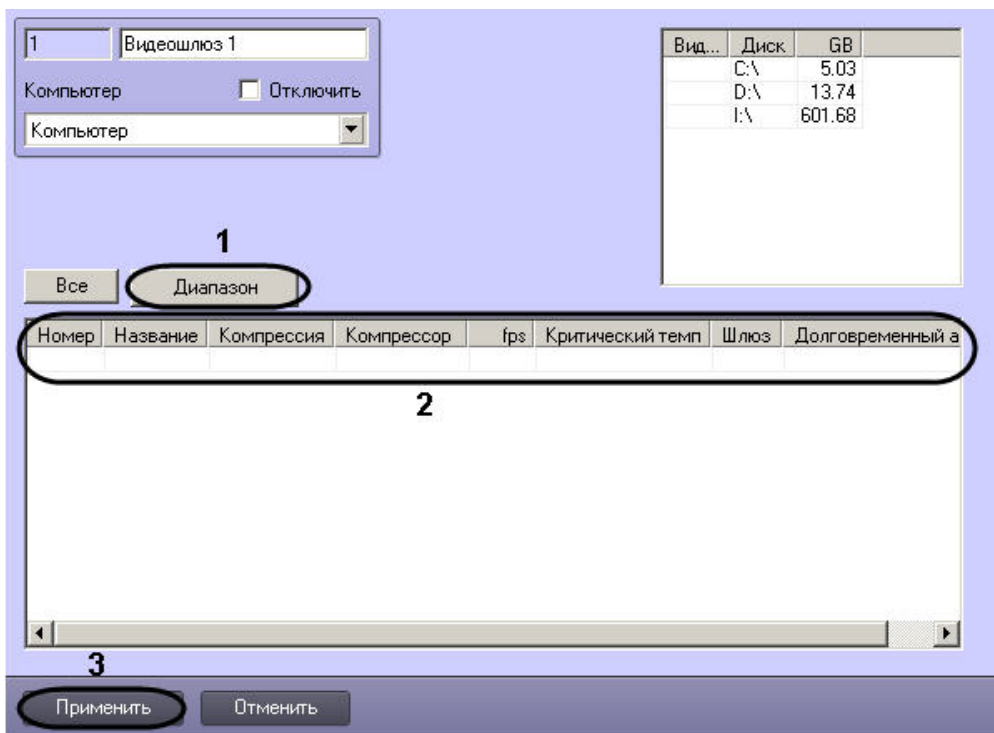 1 Видеошлюз 1
Компьютер Отключить
Компьютер
Вид... Диск GB
C:\ 5.03
D:\ 13.74
I:\ 601.68
1
Все Диапазон
Номер Название Компрессия Компрессор fps Критический темп Шлюз Долговременный а
2
3
Применить Отменить